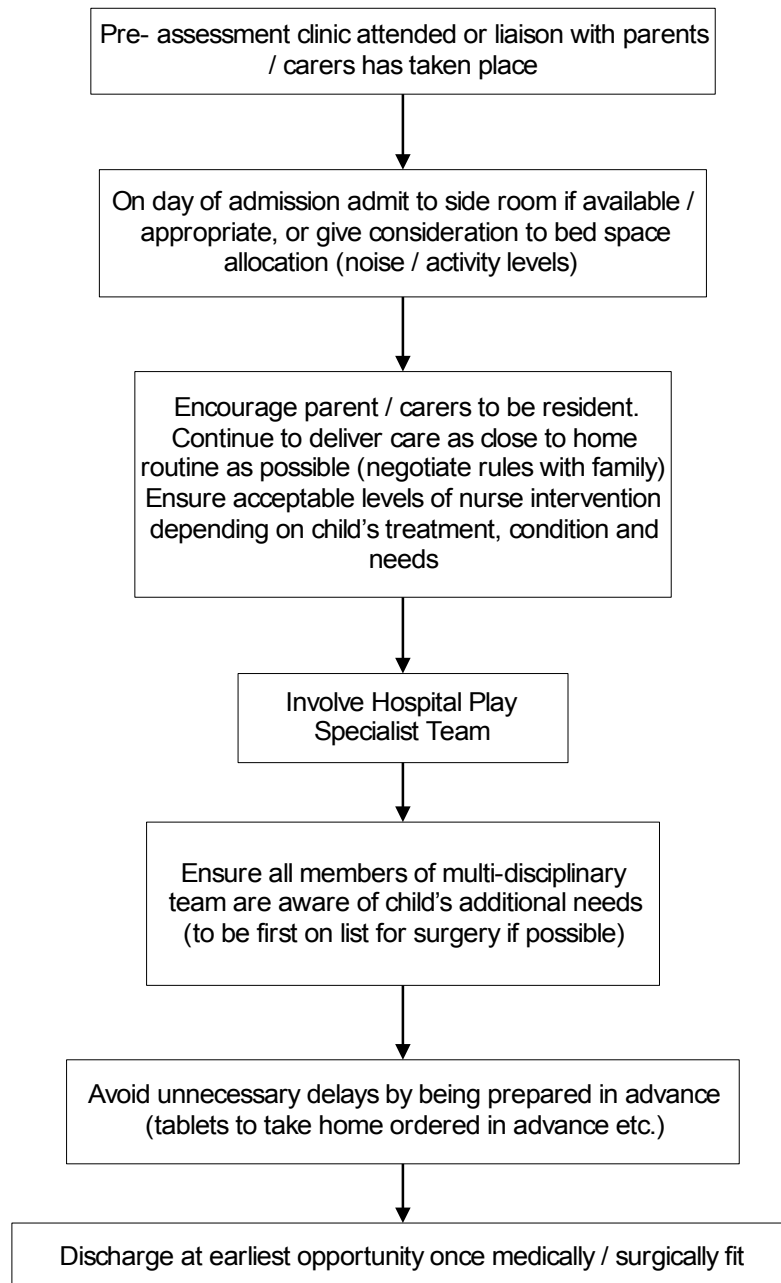 Pre- assessment clinic attended or liaison with parents
/ carers has taken place
On day of admission admit to side room if available /
appropriate, or give consideration to bed space
allocation (noise / activity levels)
Encourage parent / carers to be resident.
Continue to deliver care as close to home
routine as possible (negotiate rules with family)
Ensure acceptable levels of nurse intervention
depending on child's treatment, condition and
needs
Involve Hospital Play
Specialist Team
Ensure all members of multi-disciplinary
team are aware of child's additional needs
(to be first on list for surgery if possible)
Avoid unnecessary delays by being prepared in advance
(tablets to take home ordered in advance etc.)
Discharge at earliest opportunity once medically / surgically fit